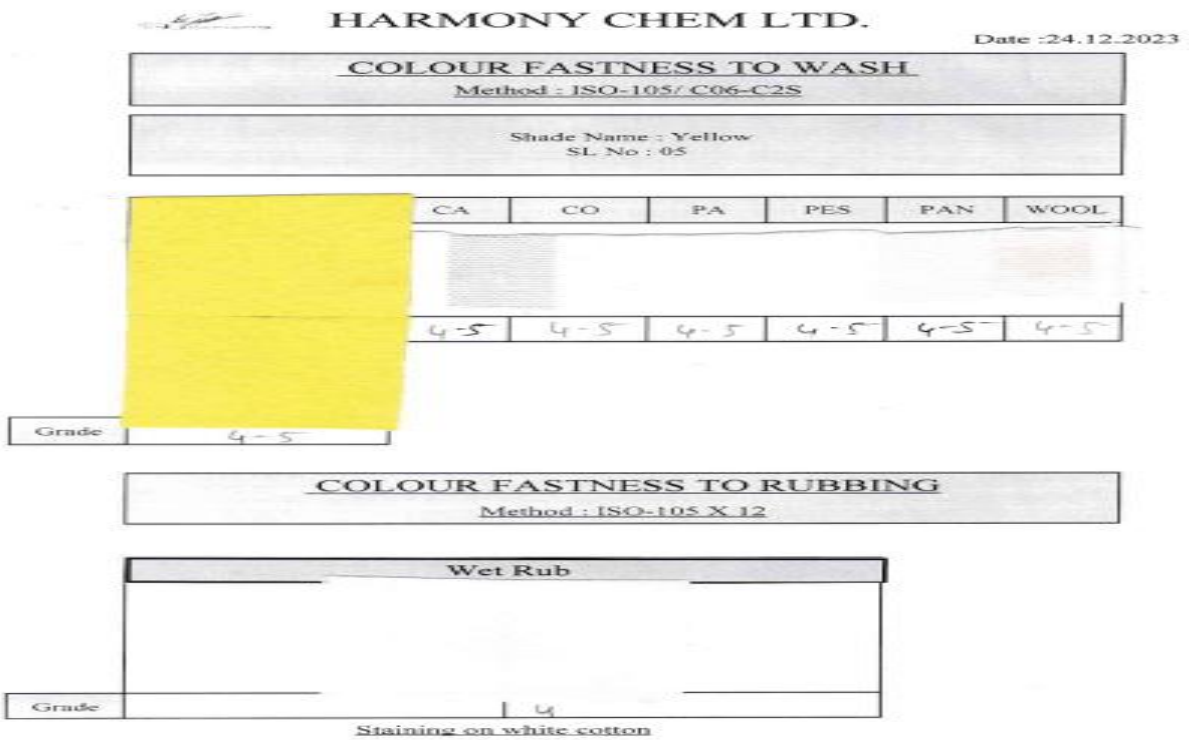 HARMONY CHEM LTD.
Date :24.12.2023
COLOUR FASTNESS TO WASH
Method : ISO-105/ C06-C2S
Shade Name : Yellow
SL No : 05
CA CO PA PES PAN WOOL
4-5 4-5 4-5 4-5 4-5 4-5
Grade 4-5
COLOUR FASTNESS TO RUBBING
Method : ISO-105 X 12
Wet Rub
Grade 4
Staining on white cotton